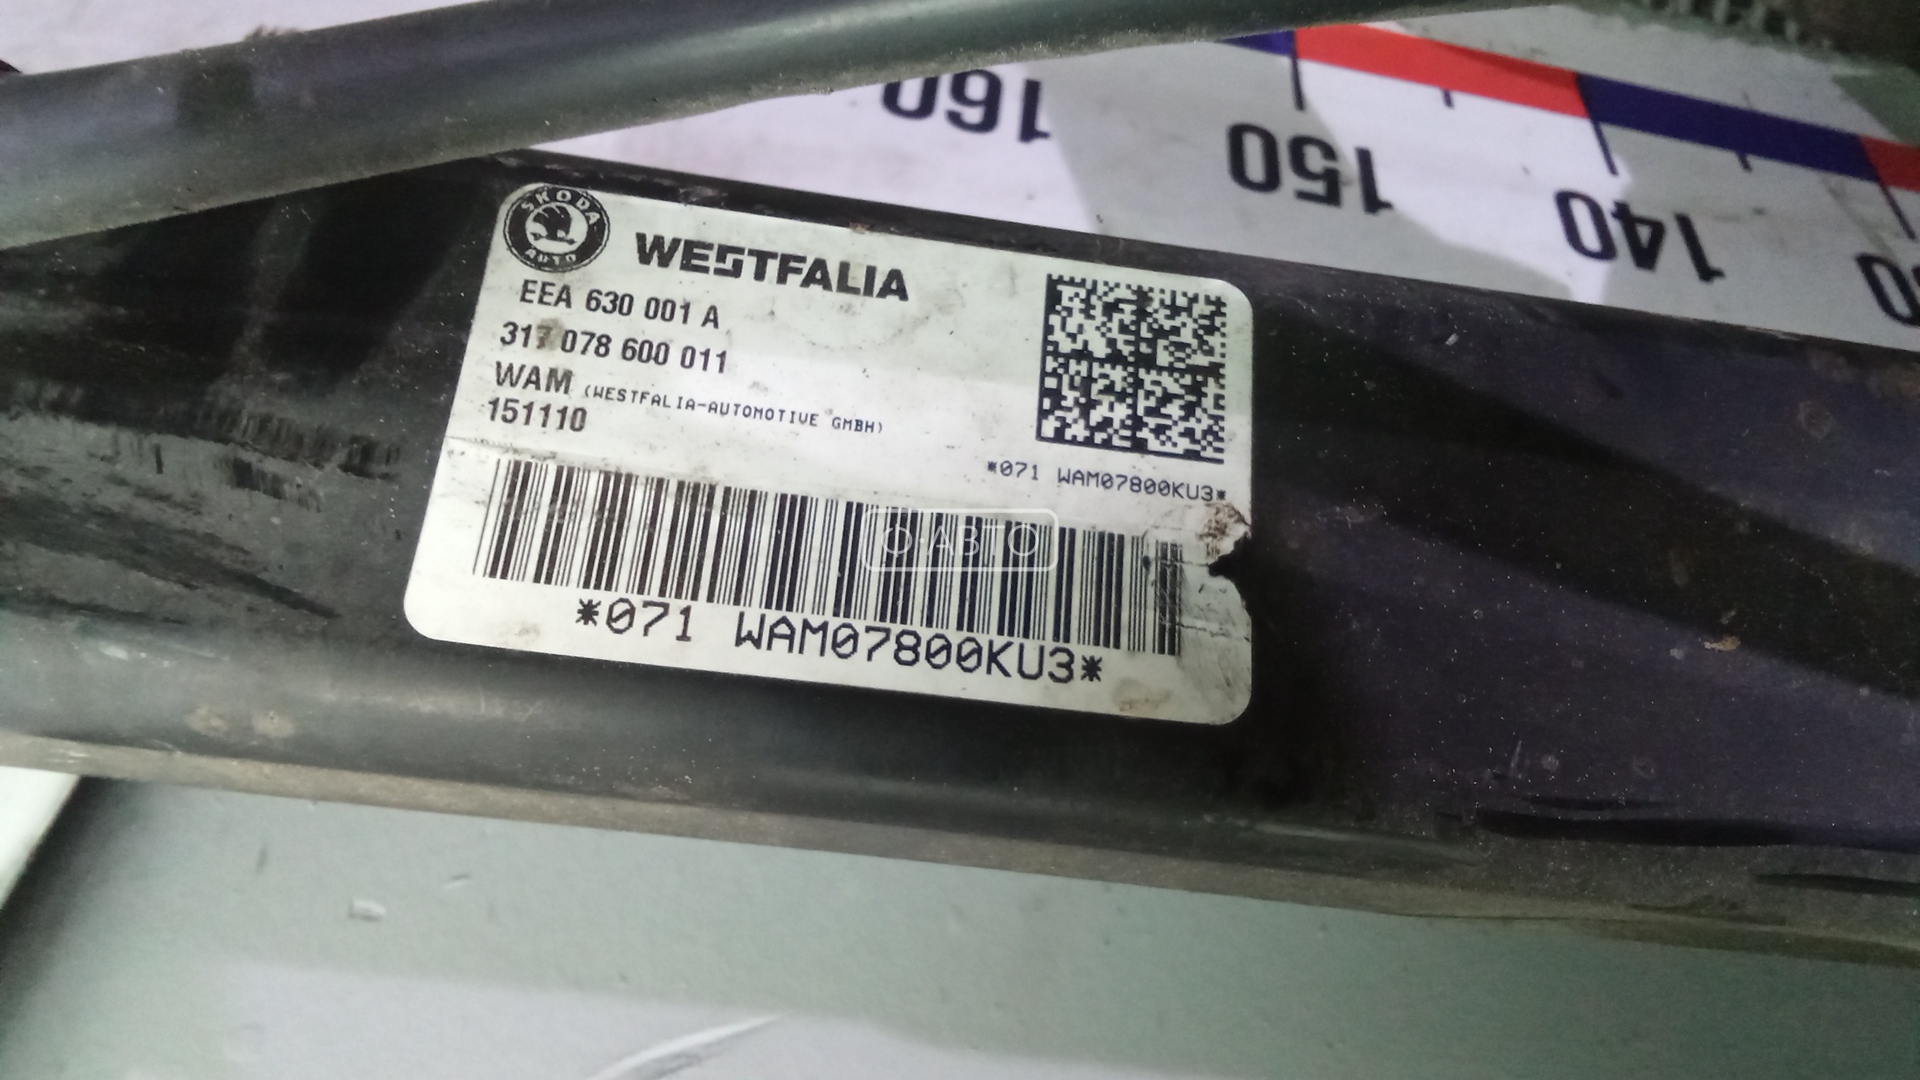 160
150
140
SKODA
AUTO
WESTFALIA
EEA 630 001 A
317 078 600 011
WAM (WESTFALIA-AUTOMOTIVE GMBH)
151110
*071 WAM07800KU3*
О·АВТО
*071 WAM07800KU3*